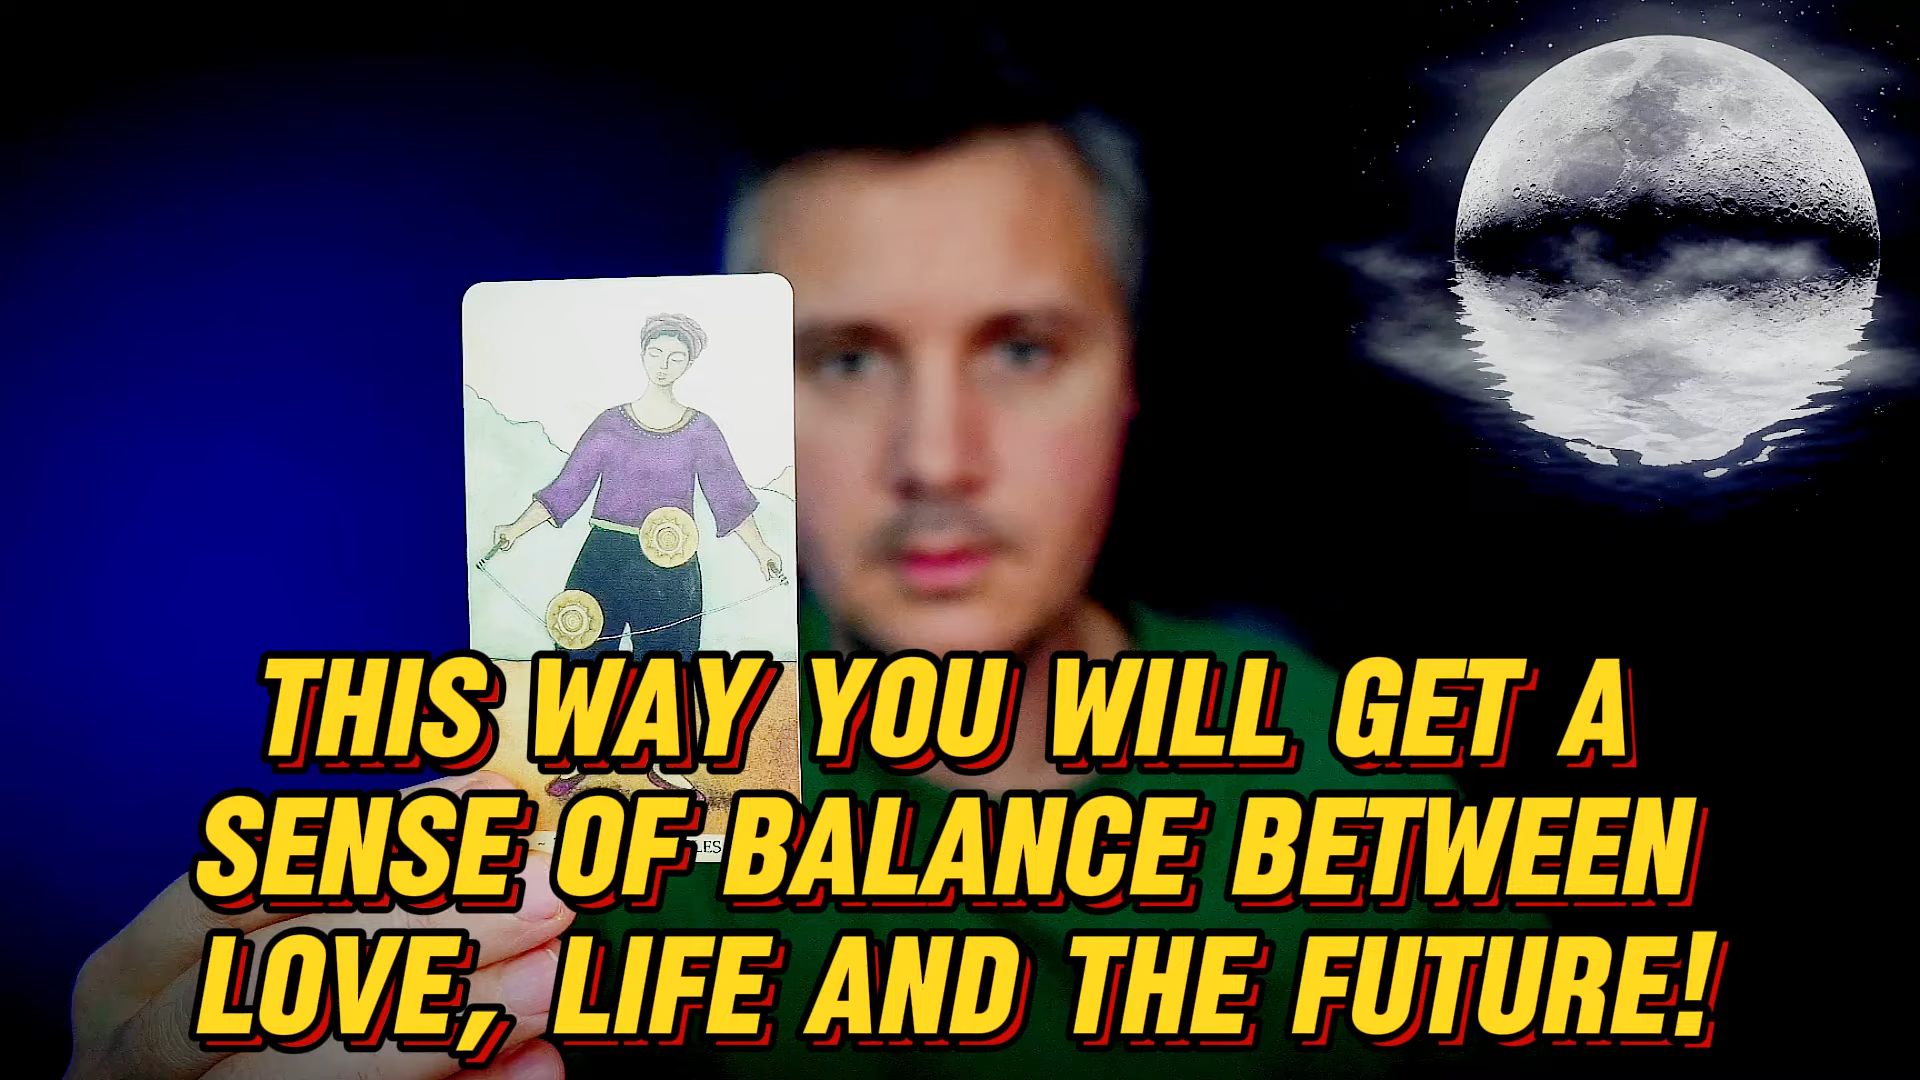 THIS WAY YOU WILL GET A
SENSE OF BALANCE BETWEEN
LOVE, LIFE AND THE FUTURE!